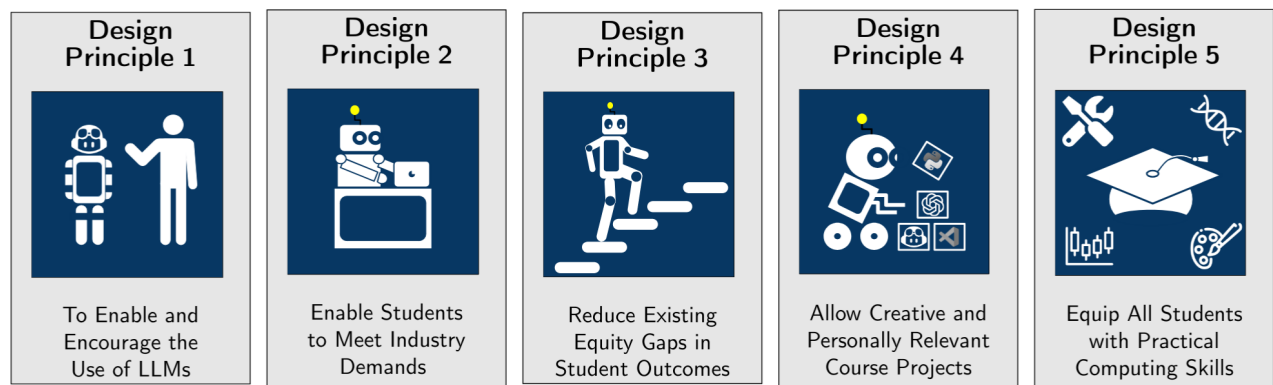 Design
Principle 1
To Enable and
Encourage the
Use of LLMs
Design
Principle 2
Enable Students
to Meet Industry
Demands
Design
Principle 3
Reduce Existing
Equity Gaps in
Student Outcomes
Design
Principle 4
Allow Creative and
Personally Relevant
Course Projects
Design
Principle 5
Equip All Students
with Practical
Computing Skills